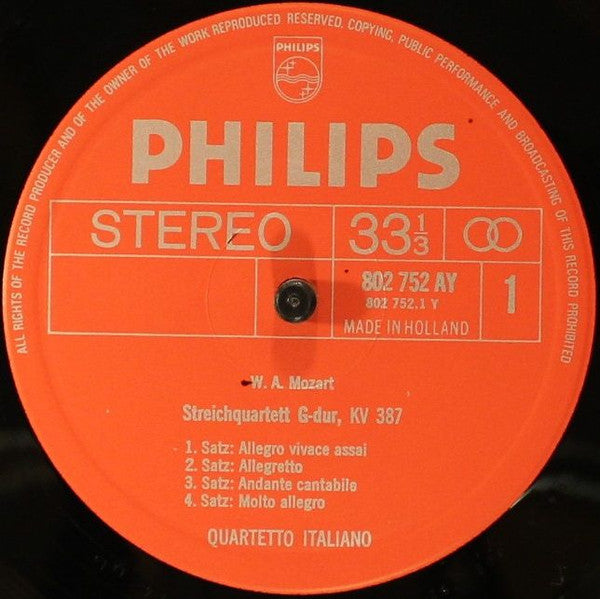 ALL RIGHTS OF THE RECORD PRODUCER AND OF THE OWNER OF THE WORK REPRODUCED RESERVED. COPYING, PUBLIC PERFORMANCE AND BROADCASTING OF THIS RECORD PROHIBITED
PHILIPS
PHILIPS
STEREO 33 1/3
802 752 AY 1
802 752.1 Y
MADE IN HOLLAND
W. A. Mozart
Streichquartett G-dur, KV 387
1. Satz: Allegro vivace assai
2. Satz: Allegretto
3. Satz: Andante cantabile
4. Satz: Molto allegro
QUARTETTO ITALIANO